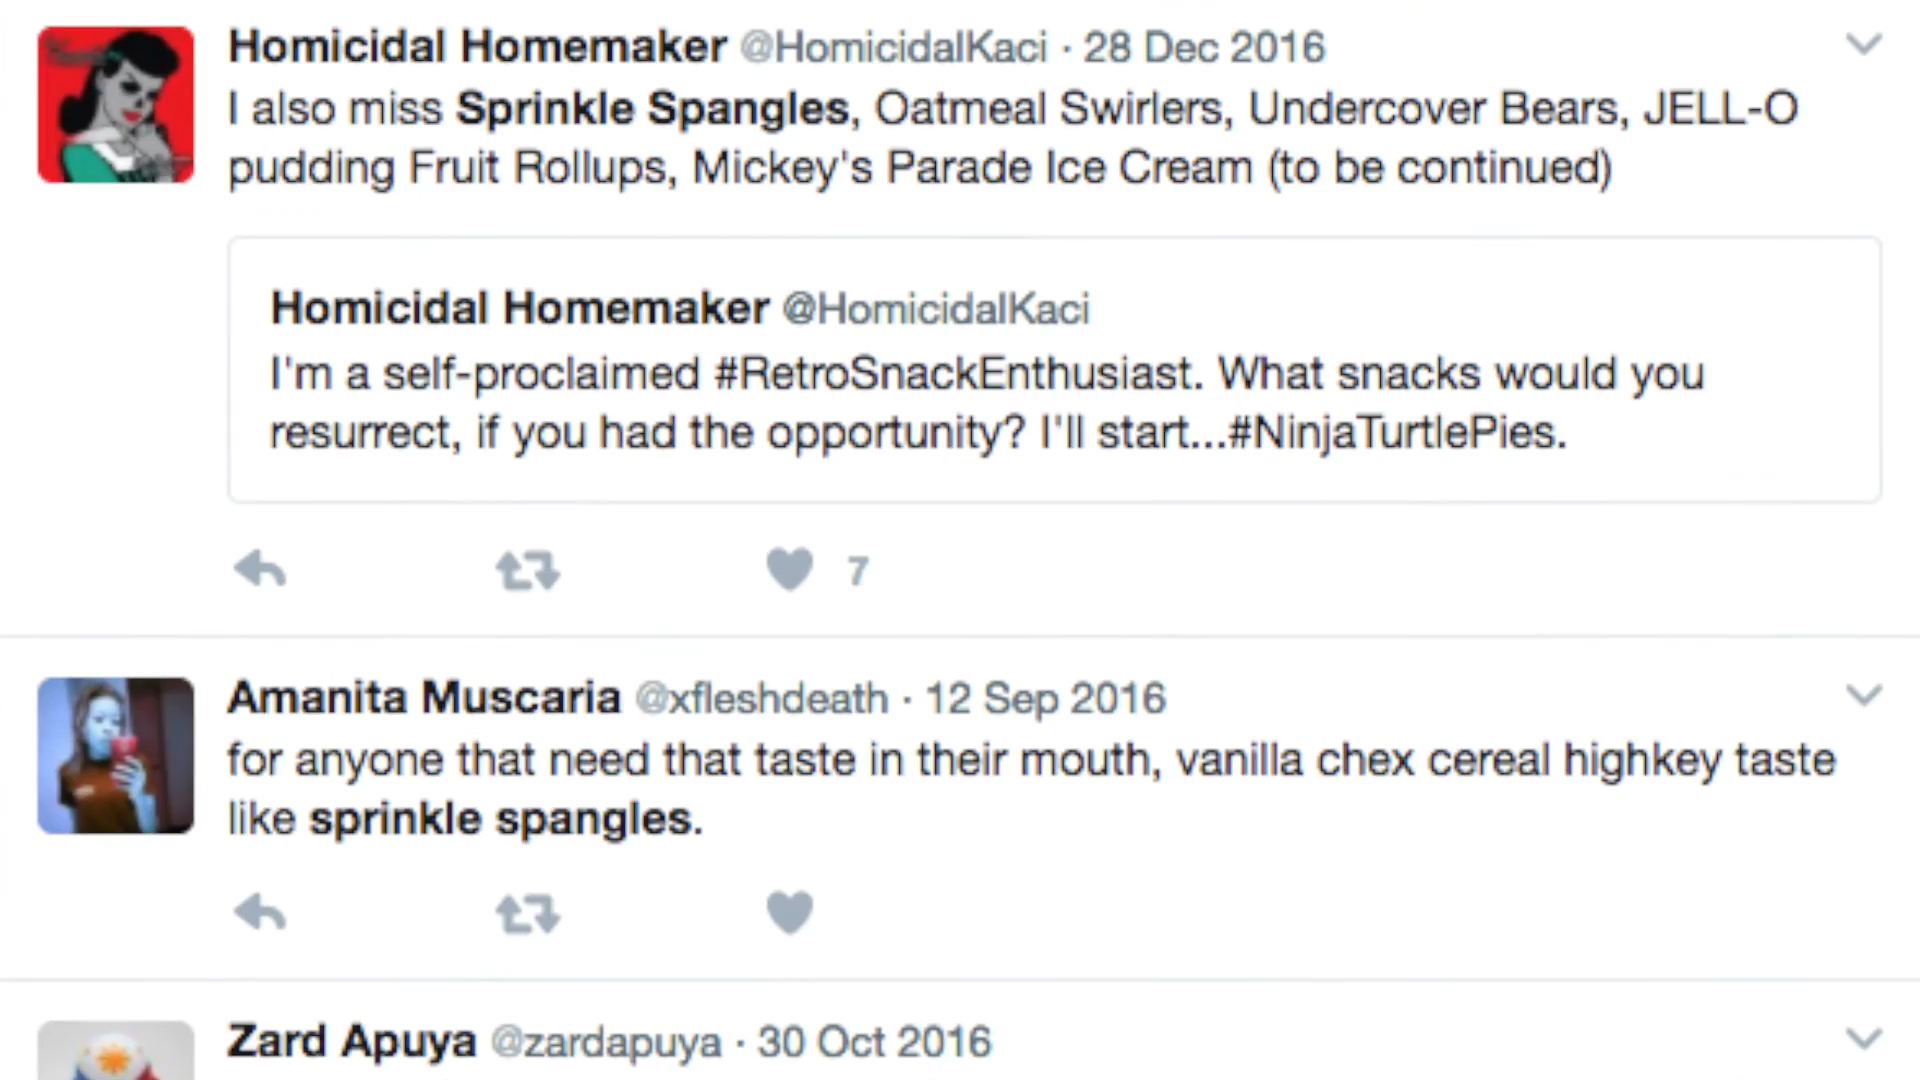 Homicidal Homemaker @HomicidalKaci · 28 Dec 2016
I also miss Sprinkle Spangles, Oatmeal Swirlers, Undercover Bears, JELL-O
pudding Fruit Rollups, Mickey's Parade Ice Cream (to be continued)
Homicidal Homemaker @HomicidalKaci
I'm a self-proclaimed #RetroSnackEnthusiast. What snacks would you
resurrect, if you had the opportunity? I'll start...#NinjaTurtlePies.
7
Amanita Muscaria @xfleshdeath · 12 Sep 2016
for anyone that need that taste in their mouth, vanilla chex cereal highkey taste
like sprinkle spangles.
Zard Apuya @zardapuya · 30 Oct 2016